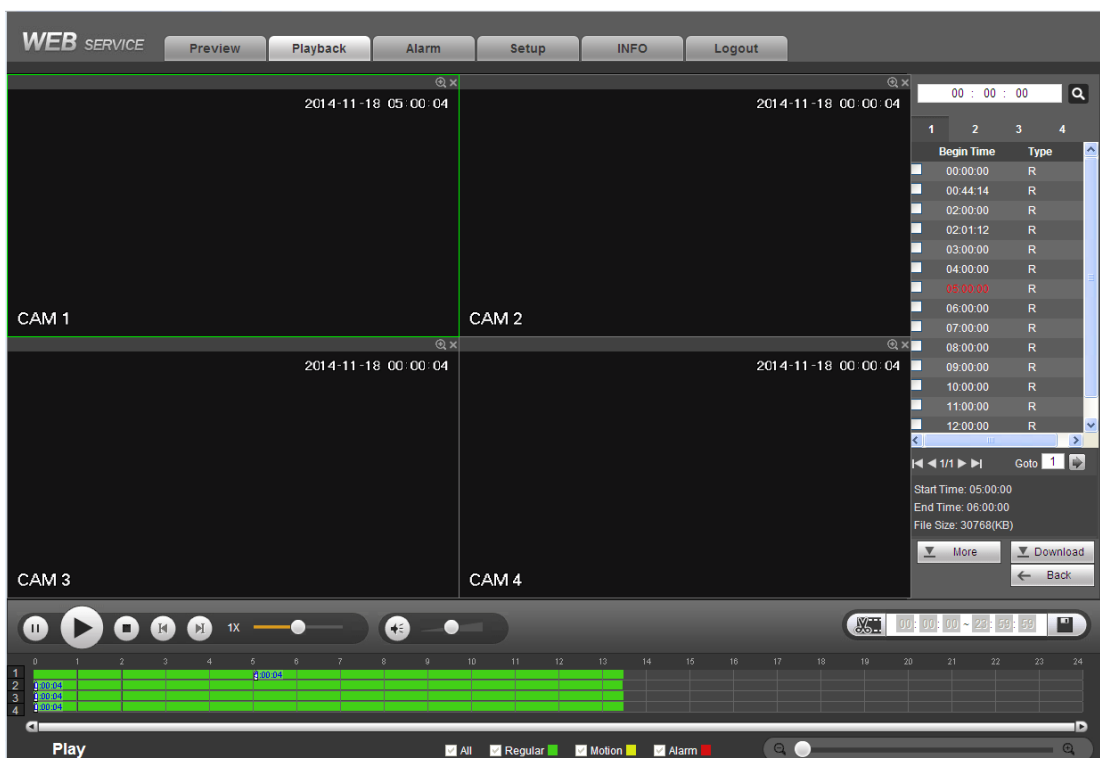 WEB SERVICE
Preview Playback Alarm Setup INFO Logout
2014-11-18 05:00:04
CAM 1
2014-11-18 00:00:04
CAM 2
2014-11-18 00:00:04
CAM 3
2014-11-18 00:00:04
CAM 4
00 : 00 : 00
1 2 3 4
Begin Time Type
00:00:00 R
00:44:14 R
02:00:00 R
02:01:12 R
03:00:00 R
04:00:00 R
05:00:00 R
06:00:00 R
07:00:00 R
08:00:00 R
09:00:00 R
10:00:00 R
11:00:00 R
12:00:00 R
1/1 Goto 1
Start Time: 05:00:00
End Time: 06:00:00
File Size: 30768(KB)
More Download
Back
1X
00: 00: 00 ~ 23: 59: 59
0 1 2 3 4 5 6 7 8 9 10 11 12 13 14 15 16 17 18 19 20 21 22 23 24
1
2
3
4
Play
All Regular Motion Alarm